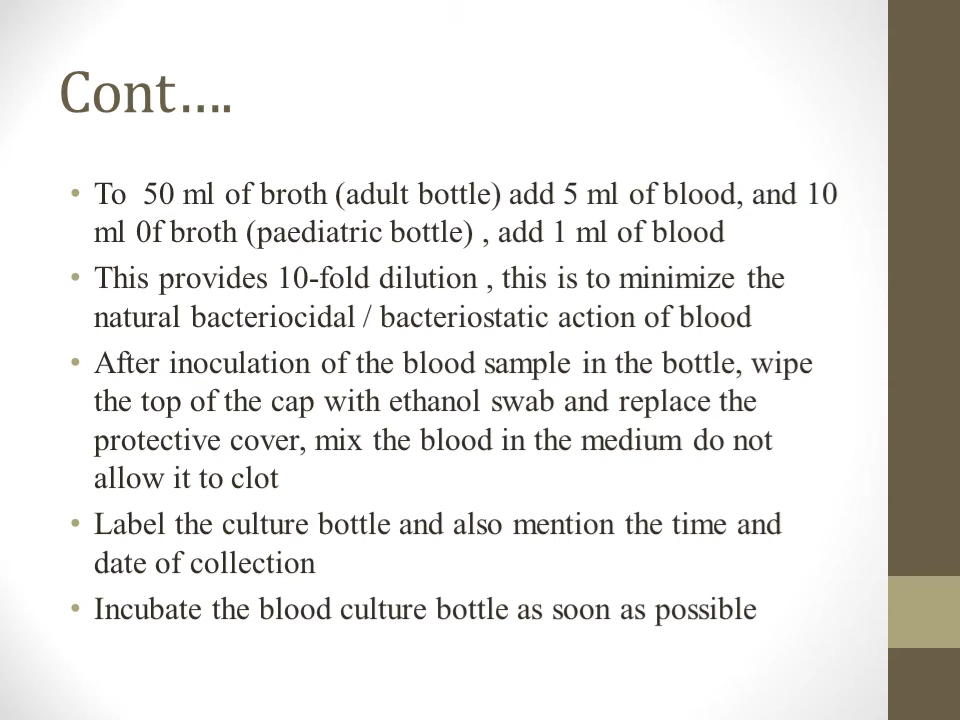 Cont….
• To  50 ml of broth (adult bottle) add 5 ml of blood, and 10
ml 0f broth (paediatric bottle) , add 1 ml of blood
• This provides 10-fold dilution , this is to minimize the
natural bacteriocidal / bacteriostatic action of blood
• After inoculation of the blood sample in the bottle, wipe
the top of the cap with ethanol swab and replace the
protective cover, mix the blood in the medium do not
allow it to clot
• Label the culture bottle and also mention the time and
date of collection
• Incubate the blood culture bottle as soon as possible